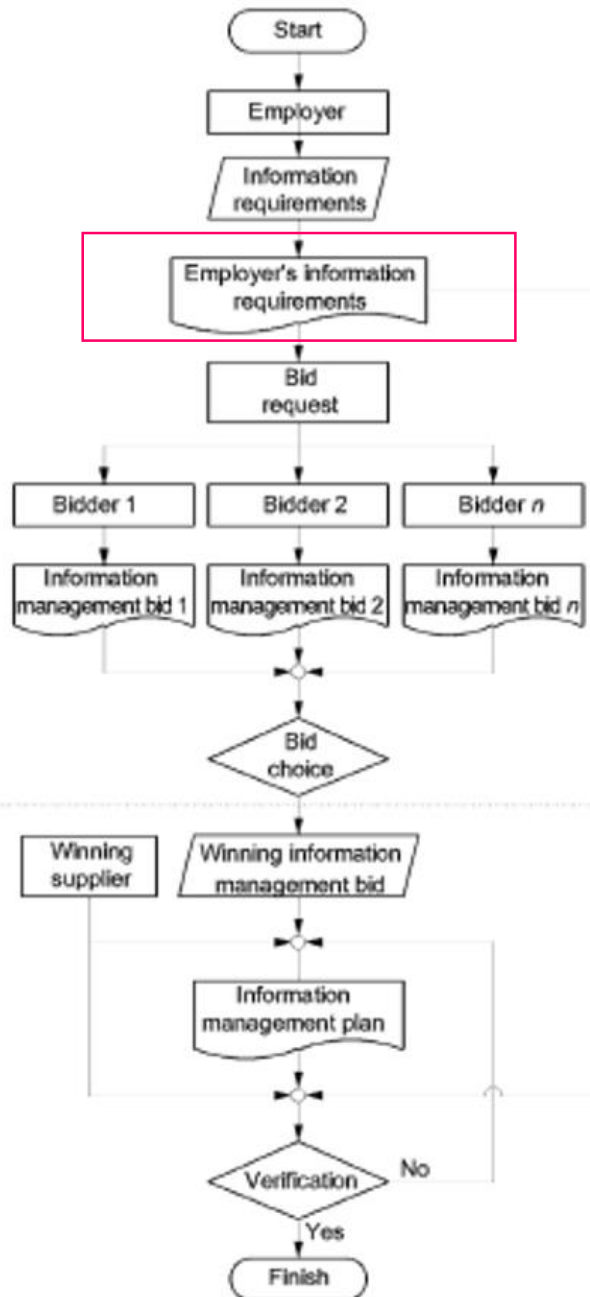 Start
Employer
Information
requirements
Employer's information
requirements
Bid
request
Bidder 1
Bidder 2
Bidder n
Information
management bid 1
Information
management bid 2
Information
management bid n
Bid
choice
Winning
supplier
Winning information
management bid
Information
management plan
Verification
No
Yes
Finish